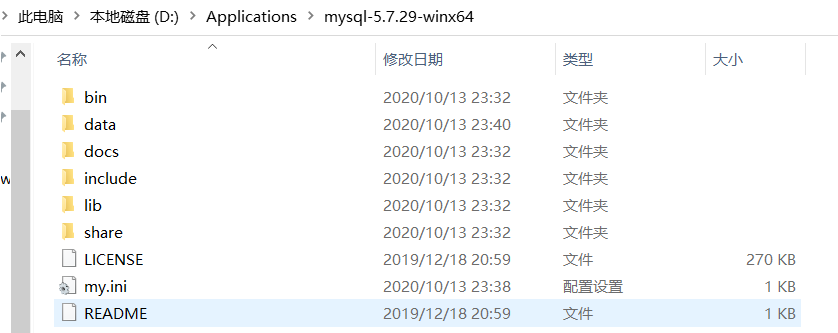 此电脑 > 本地磁盘 (D:) > Applications > mysql-5.7.29-winx64
名称 修改日期 类型 大小
bin 2020/10/13 23:32 文件夹
data 2020/10/13 23:40 文件夹
docs 2020/10/13 23:32 文件夹
include 2020/10/13 23:32 文件夹
lib 2020/10/13 23:32 文件夹
share 2020/10/13 23:32 文件夹
LICENSE 2019/12/18 20:59 文件 270 KB
my.ini 2020/10/13 23:38 配置设置 1 KB
README 2019/12/18 20:59 文件 1 KB